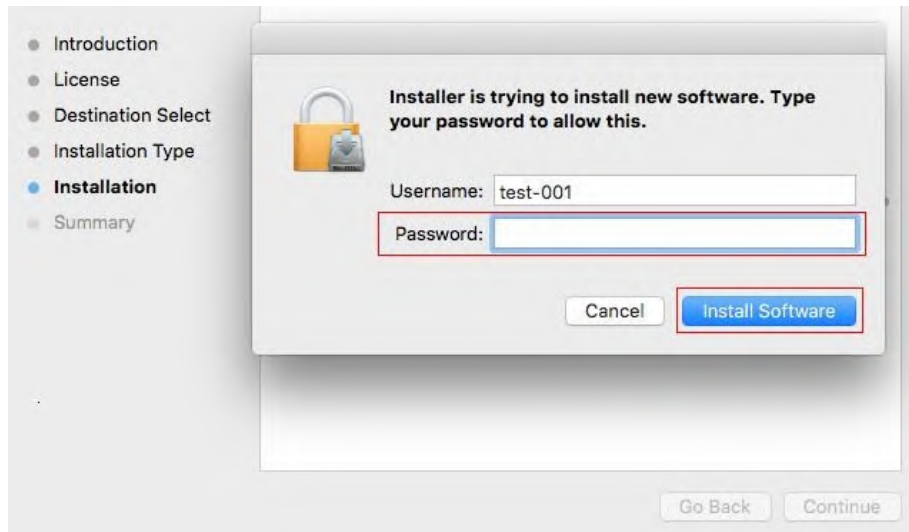 Introduction
License
Destination Select
Installation Type
Installation
Summary
Installer is trying to install new software. Type
your password to allow this.
Username: test-001
Password:
Cancel
Install Software
Go Back
Continue